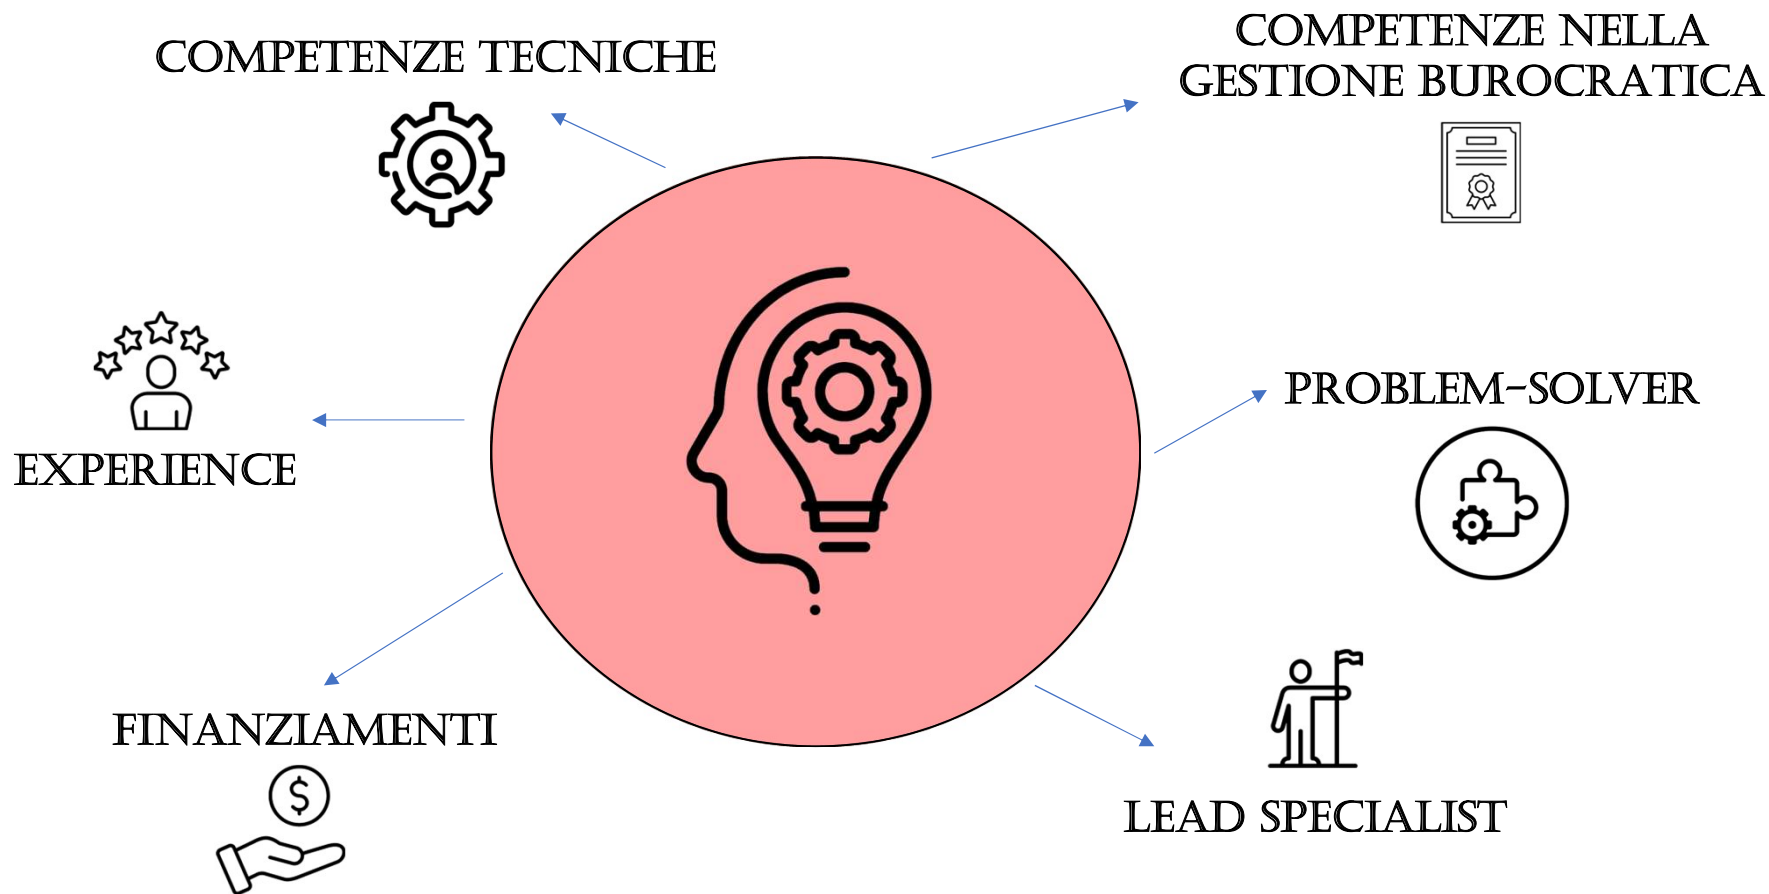 COMPETENZE TECNICHE
COMPETENZE NELLA
GESTIONE BUROCRATICA
EXPERIENCE
PROBLEM-SOLVER
FINANZIAMENTI
$
LEAD SPECIALIST